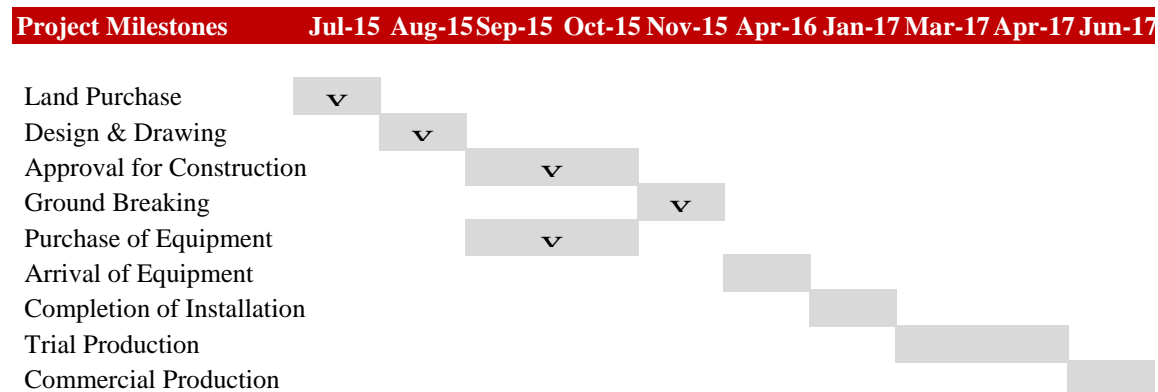 Project Milestones Jul-15 Aug-15 Sep-15 Oct-15 Nov-15 Apr-16 Jan-17 Mar-17 Apr-17 Jun-17
Land Purchase v
Design & Drawing v
Approval for Construction v
Ground Breaking v
Purchase of Equipment v
Arrival of Equipment
Completion of Installation
Trial Production
Commercial Production